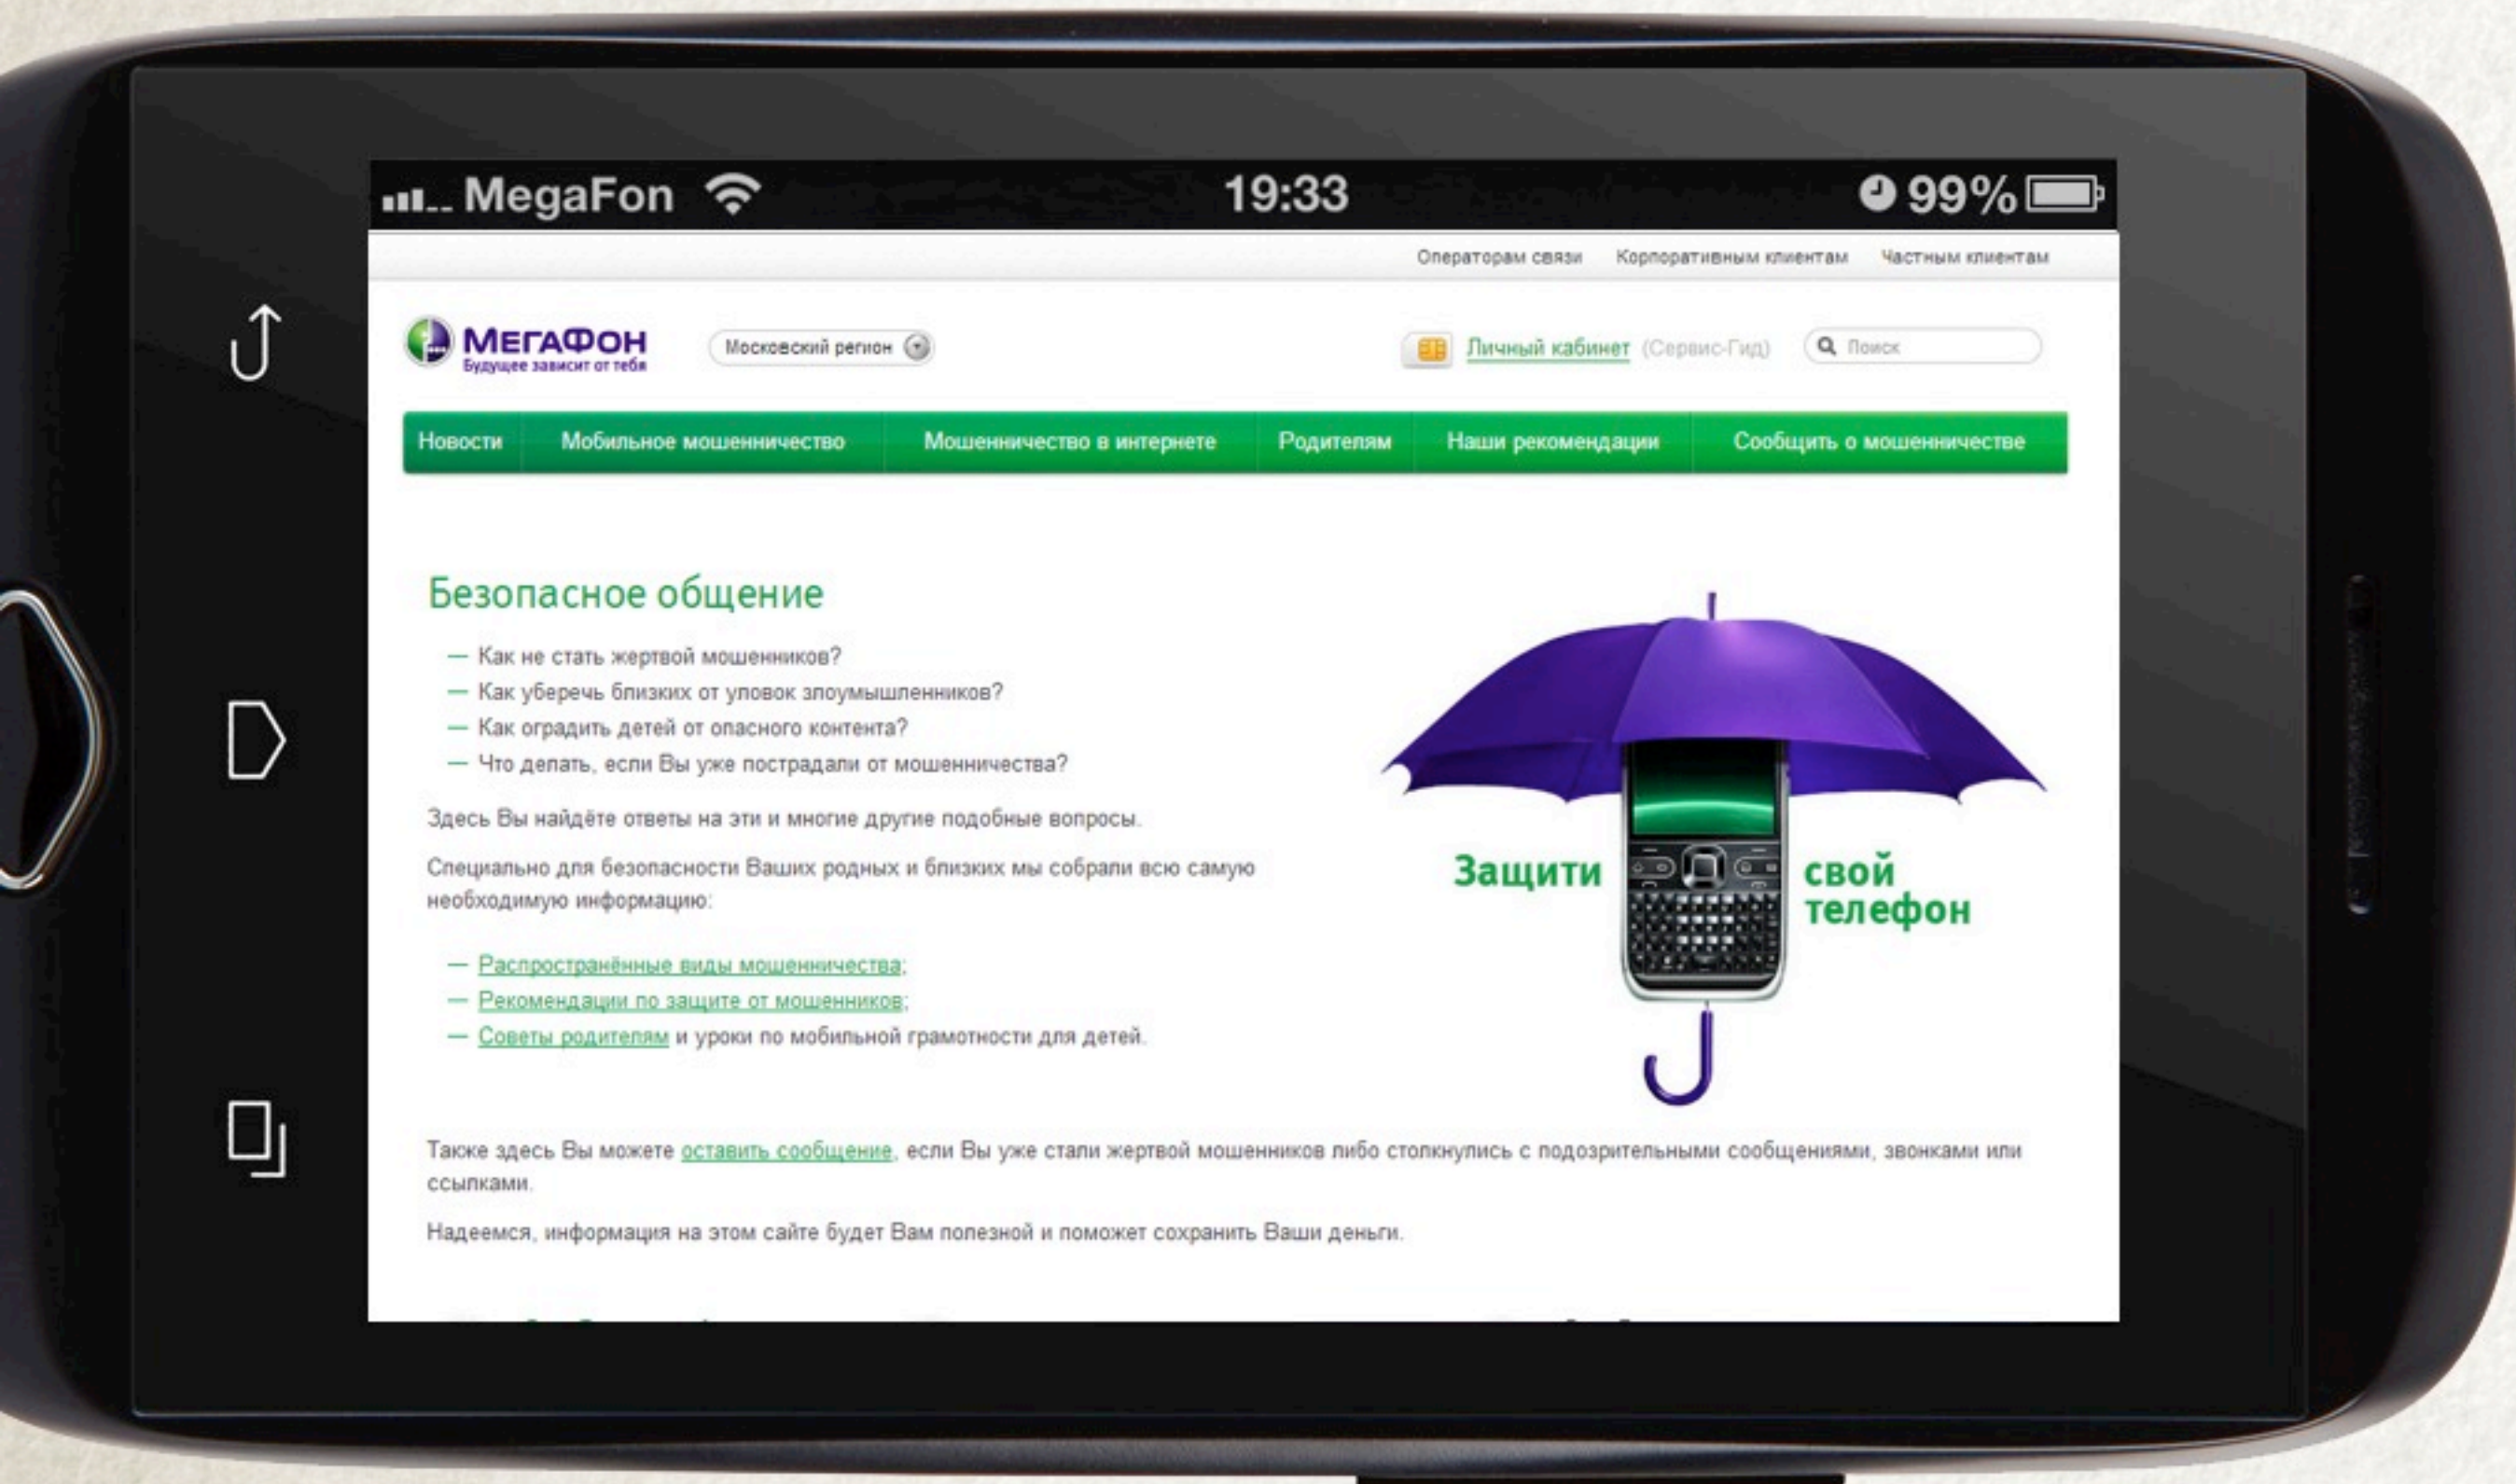 MegaFon 19:33 99%
Операторам связи Корпоративным клиентам Частным клиентам
МЕГАФОН
Будущее зависит от тебя
Московский регион
Личный кабинет (Сервис-Гид)
Поиск
Новости Мобильное мошенничество Мошенничество в интернете Родителям Наши рекомендации Сообщить о мошенничестве
Безопасное общение
— Как не стать жертвой мошенников?
— Как уберечь близких от уловок злоумышленников?
— Как оградить детей от опасного контента?
— Что делать, если Вы уже пострадали от мошенничества?
Здесь Вы найдёте ответы на эти и многие другие подобные вопросы.
Специально для безопасности Ваших родных и близких мы собрали всю самую
необходимую информацию:
— Распространённые виды мошенничества;
— Рекомендации по защите от мошенников;
— Советы родителям и уроки по мобильной грамотности для детей.
Защити свой
телефон
Также здесь Вы можете оставить сообщение, если Вы уже стали жертвой мошенников либо столкнулись с подозрительными сообщениями, звонками или
ссылками.
Надеемся, информация на этом сайте будет Вам полезной и поможет сохранить Ваши деньги.